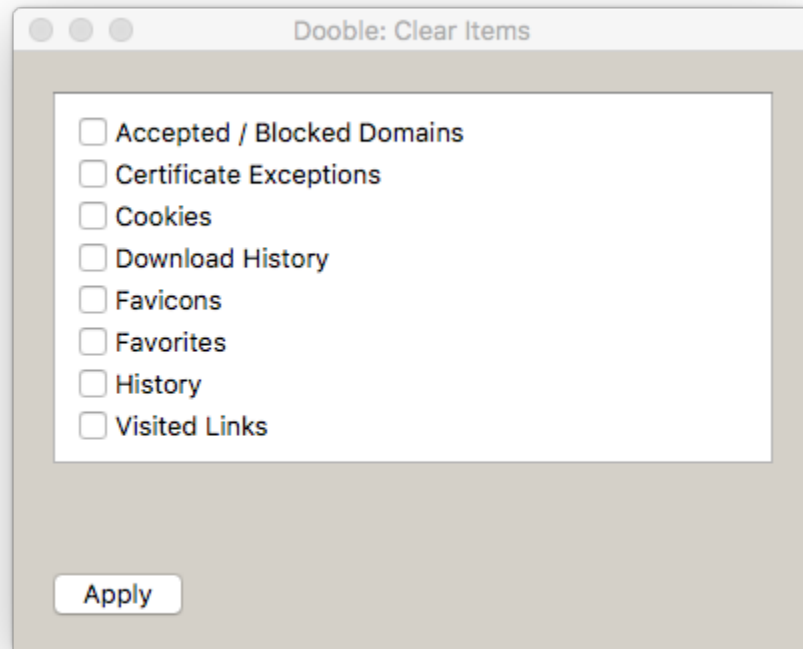 Dooble: Clear Items
Accepted / Blocked Domains
Certificate Exceptions
Cookies
Download History
Favicons
Favorites
History
Visited Links
Apply